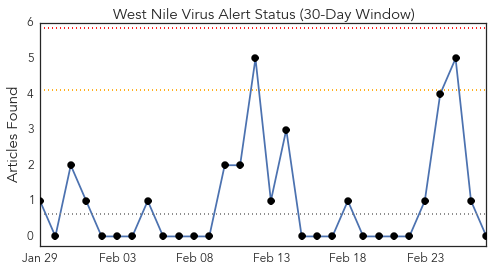 West Nile Virus Alert Status (30-Day Window)
Articles Found
6
5
4
3
2
1
0
Jan 29 Feb 03 Feb 08 Feb 13 Feb 18 Feb 23